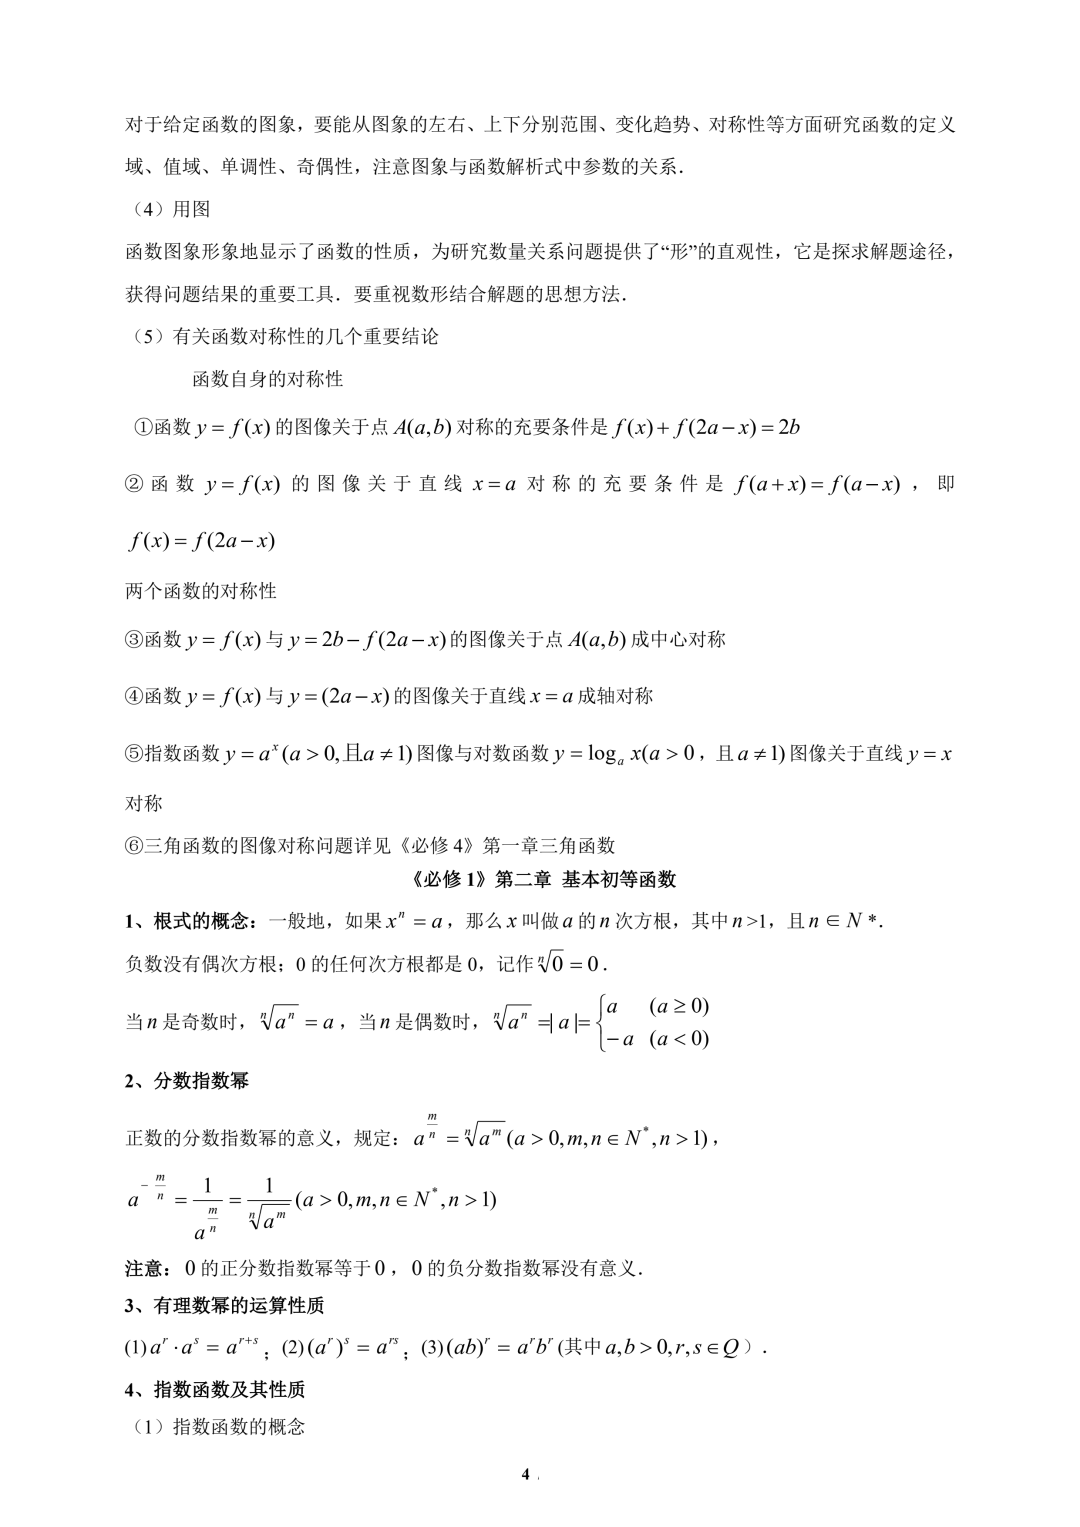 对于给定函数的图象，要能从图象的左右、上下分别范围、变化趋势、对称性等方面研究函数的定义
域、值域、单调性、奇偶性，注意图象与函数解析式中参数的关系．
（4）用图
函数图象形象地显示了函数的性质，为研究数量关系问题提供了“形”的直观性，它是探求解题途径，
获得问题结果的重要工具．要重视数形结合解题的思想方法．
（5）有关函数对称性的几个重要结论
函数自身的对称性
①函数 y = f(x) 的图像关于点 A(a,b) 对称的充要条件是 f(x) + f(2a − x) = 2b
② 函 数 y = f(x) 的 图 像 关 于 直 线 x = a 对 称 的 充 要 条 件 是 f(a + x) = f(a − x) ， 即
f(x) = f(2a − x)
两个函数的对称性
③函数 y = f(x) 与 y = 2b − f(2a − x) 的图像关于点 A(a,b) 成中心对称
④函数 y = f(x) 与 y = (2a − x) 的图像关于直线 x = a 成轴对称
⑤指数函数 y = a^x (a > 0,且a ≠ 1) 图像与对数函数 y = log_a x(a > 0，且 a ≠ 1) 图像关于直线 y = x
对称
⑥三角函数的图像对称问题详见《必修 4》第一章三角函数
《必修 1》第二章 基本初等函数
1、根式的概念：一般地，如果 x^n = a，那么 x 叫做 a 的 n 次方根，其中 n >1，且 n ∈ N *．
负数没有偶次方根；0 的任何次方根都是 0，记作 ⁿ√0 = 0．
当 n 是奇数时，ⁿ√(a^n) = a，当 n 是偶数时，ⁿ√(a^n) =| a |= { a (a ≥ 0)
− a (a < 0)
2、分数指数幂
正数的分数指数幂的意义，规定：a^(m/n) = ⁿ√(a^m) (a > 0, m, n ∈ N^*, n > 1)，
a^(−m/n) = 1/a^(m/n) = 1/ⁿ√(a^m) (a > 0, m, n ∈ N^*, n > 1)
注意：0 的正分数指数幂等于 0，0 的负分数指数幂没有意义．
3、有理数幂的运算性质
(1) a^r · a^s = a^(r+s)；(2) (a^r)^s = a^(rs)；(3) (ab)^r = a^r b^r (其中 a,b > 0, r, s ∈ Q）．
4、指数函数及其性质
（1）指数函数的概念
4